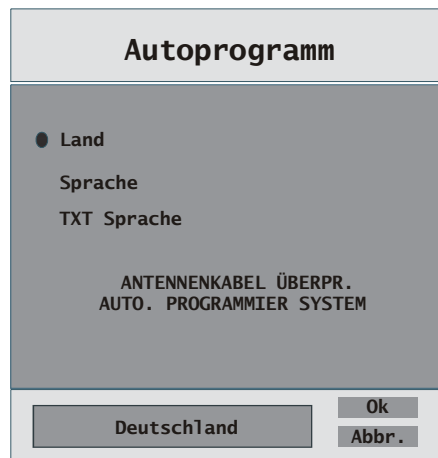 Autoprogramm
Land
Sprache
TXT Sprache
ANTENNENKABEL ÜBERPR.
AUTO. PROGRAMMIER SYSTEM
Deutschland
Ok
Abbr.